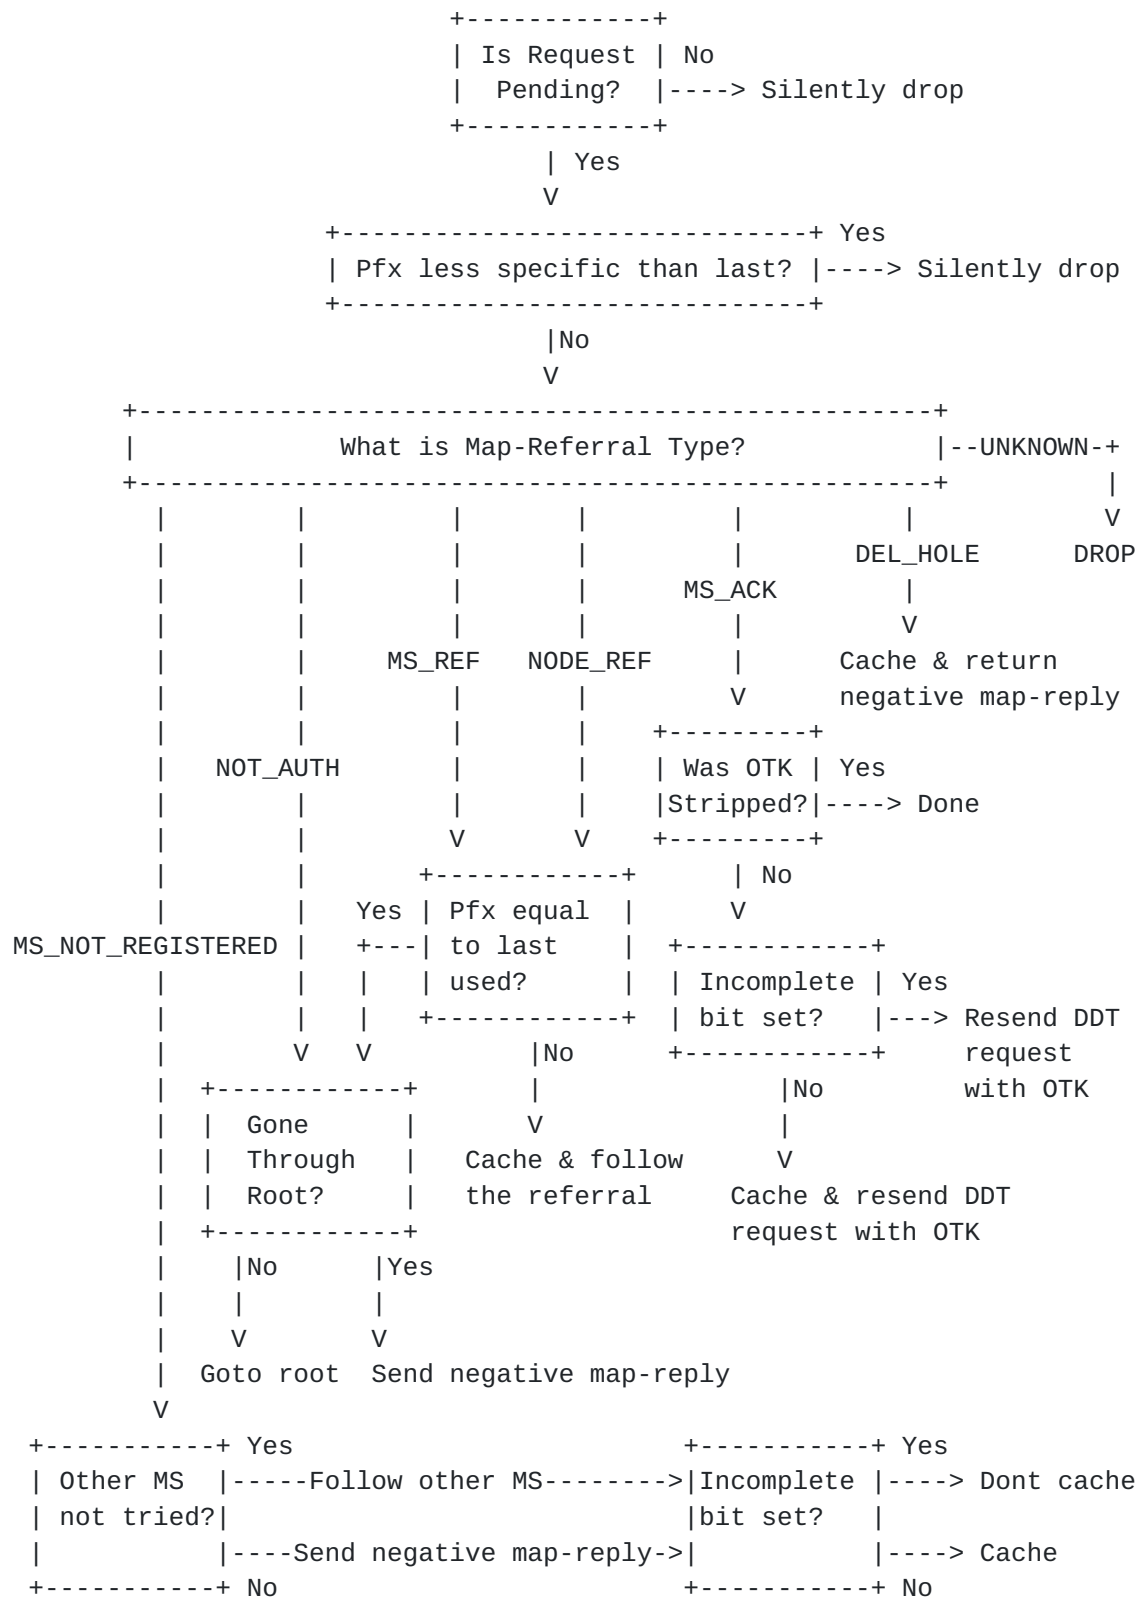 +------------+
                            | Is Request | No
                            |  Pending?  |----> Silently drop
                            +------------+
                                  | Yes
                                  V
                    +------------------------------+ Yes
                    | Pfx less specific than last? |----> Silently drop
                    +------------------------------+
                                  |No
                                  V
       +---------------------------------------------------+
       |             What is Map-Referral Type?            |--UNKNOWN-+
       +---------------------------------------------------+          |
         |        |         |       |         |          |            V
         |        |         |       |         |       DEL_HOLE      DROP
         |        |         |       |      MS_ACK        |
         |        |         |       |         |          V
         |        |     MS_REF   NODE_REF     |      Cache & return
         |        |         |       |         V      negative map-reply
         |        |         |       |    +---------+
         |   NOT_AUTH       |       |    | Was OTK | Yes
         |        |         |       |    |Stripped?|----> Done
         |        |         V       V    +---------+
         |        |       +------------+      | No
         |        |   Yes | Pfx equal  |      V
MS_NOT_REGISTERED |   +---| to last    |  +------------+
         |        |   |   | used?      |  | Incomplete | Yes
         |        |   |   +------------+  | bit set?   |---> Resend DDT
         |        V   V          |No      +------------+     request
         |  +------------+       |               |No         with OTK
         |  |  Gone      |       V               |
         |  |  Through   |   Cache & follow      V
         |  |  Root?     |   the referral     Cache & resend DDT
         |  +------------+                    request with OTK
         |    |No      |Yes
         |    |        |
         |    V        V
         |  Goto root  Send negative map-reply
         V
 +-----------+ Yes                          +-----------+ Yes
 | Other MS  |-----Follow other MS-------->|Incomplete |----> Dont cache
 | not tried?|                             |bit set?   |
 |           |----Send negative map-reply->|           |----> Cache
 +-----------+ No                           +-----------+ No